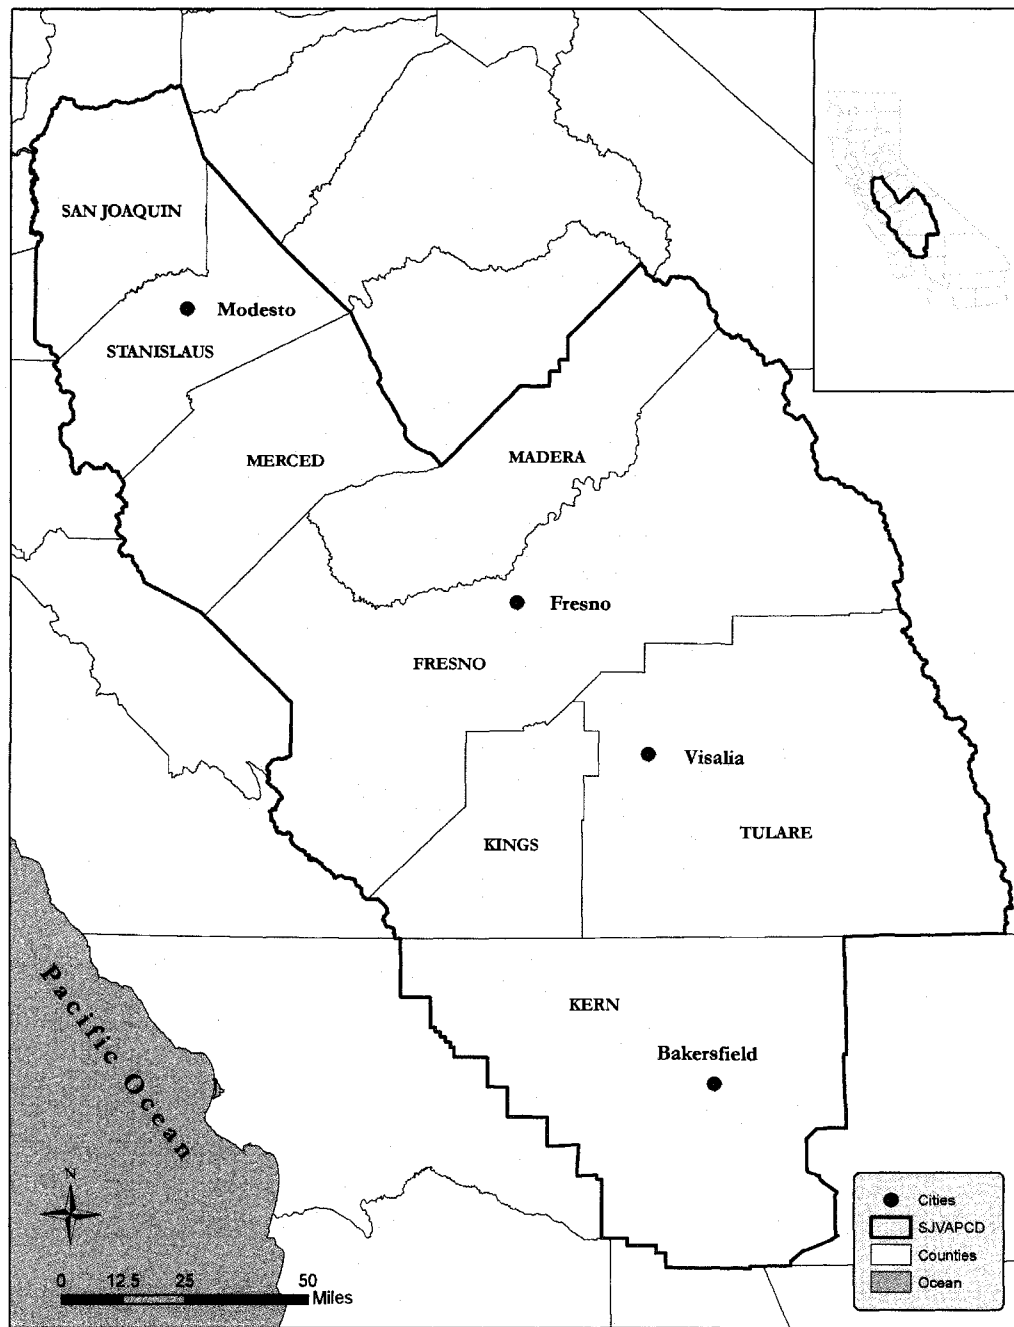 SAN JOAQUIN
Modesto
STANISLAUS
MERCED
MADERA
Fresno
FRESNO
Visalia
KINGS
TULARE
KERN
Bakersfield
Pacific Ocean
N
Cities
SJVAPCD
Counties
Ocean
0 12.5 25 50
Miles